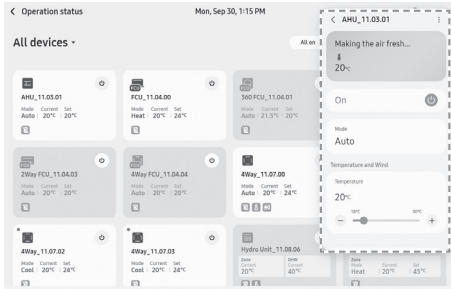 Operation status
Mon, Sep 30, 1:15 PM
All devices
All on
AHU_11.03.01
Mode Current Set
Auto 20°C 20°C
FCU
FCU_11.04.00
Mode Current Set
Heat 20°C 24°C
FCU
360 FCU_11.04.01
Mode Current Set
Auto 21.5°C 20°C
FCU
2Way FCU_11.04.03
Mode Current Set
Auto 20°C 20°C
FCU
4Way FCU_11.04.04
Mode Current Set
Auto 20°C 20°C
4Way_11.07.00
Mode Current Set
Auto 20°C 24°C
4Way_11.07.02
Mode Current Set
Cool 20°C 24°C
4Way_11.07.03
Mode Current Set
Cool 20°C 24°C
Hydro Unit_11.08.06
Zone
Current
20°C
DHW
Current
40°C
Zone
Mode Current Set
Heat 20°C 45°C
AHU_11.03.01
Making the air fresh...
20°C
On
Mode
Auto
Temperature and Wind
Temperature
20°C